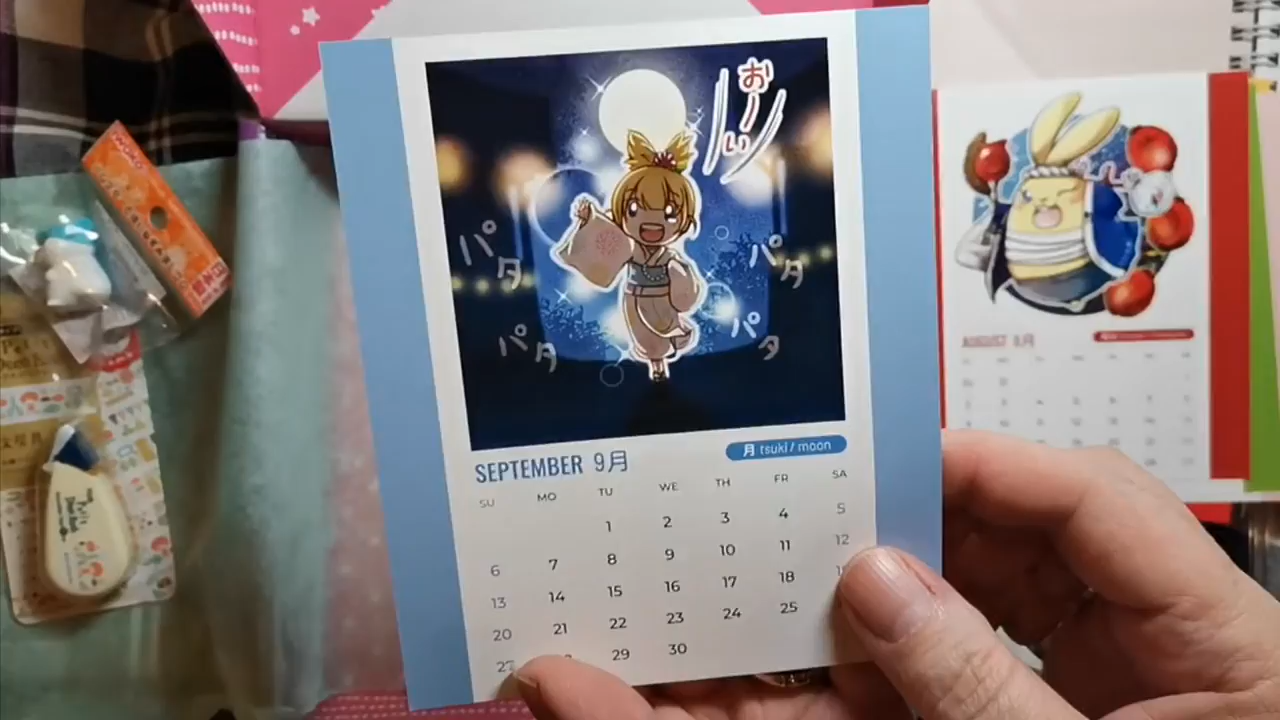 おーい
パタ
パタ
パタ
パタ
SEPTEMBER 9月
月 tsuki / moon
SU MO TU WE TH FR SA
1 2 3 4 5
6 7 8 9 10 11 12
13 14 15 16 17 18
20 21 22 23 24 25
27 29 30
AUGUST 8月